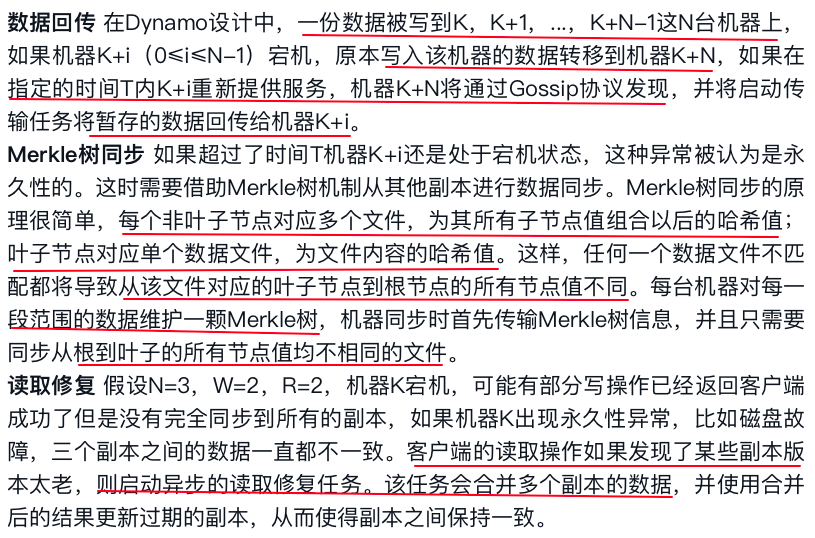 数据回传 在Dynamo设计中，一份数据被写到K，K+1，...，K+N-1这N台机器上，
如果机器K+i（0≤i≤N-1）宕机，原本写入该机器的数据转移到机器K+N，如果在
指定的时间T内K+i重新提供服务，机器K+N将通过Gossip协议发现，并将启动传
输任务将暂存的数据回传给机器K+i。
Merkle树同步 如果超过了时间T机器K+i还是处于宕机状态，这种异常被认为是永
久性的。这时需要借助Merkle树机制从其他副本进行数据同步。Merkle树同步的原
理很简单，每个非叶子节点对应多个文件，为其所有子节点值组合以后的哈希值；
叶子节点对应单个数据文件，为文件内容的哈希值。这样，任何一个数据文件不匹
配都将导致从该文件对应的叶子节点到根节点的所有节点值不同。每台机器对每一
段范围的数据维护一颗Merkle树，机器同步时首先传输Merkle树信息，并且只需要
同步从根到叶子的所有节点值均不相同的文件。
读取修复 假设N=3，W=2，R=2，机器K宕机，可能有部分写操作已经返回客户端
成功了但是没有完全同步到所有的副本，如果机器K出现永久性异常，比如磁盘故
障，三个副本之间的数据一直都不一致。客户端的读取操作如果发现了某些副本版
本太老，则启动异步的读取修复任务。该任务会合并多个副本的数据，并使用合并
后的结果更新过期的副本，从而使得副本之间保持一致。